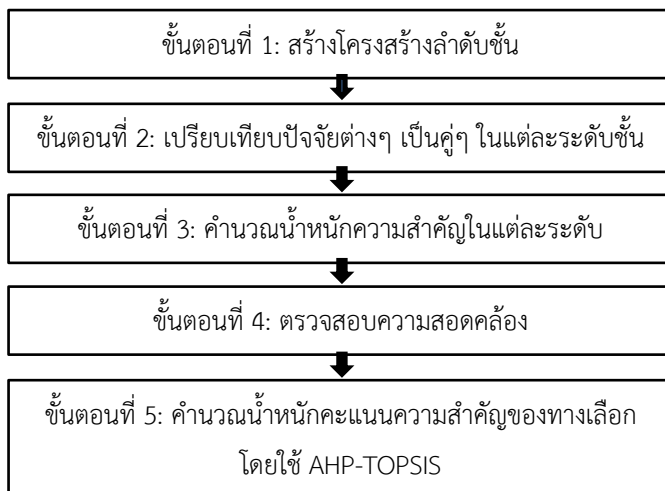 ขั้นตอนที่ 1: สร้างโครงสร้างลำดับชั้น
ขั้นตอนที่ 2: เปรียบเทียบปัจจัยต่างๆ เป็นคู่ๆ ในแต่ละระดับชั้น
ขั้นตอนที่ 3: คำนวณน้ำหนักความสำคัญในแต่ละระดับ
ขั้นตอนที่ 4: ตรวจสอบความสอดคล้อง
ขั้นตอนที่ 5: คำนวณน้ำหนักคะแนนความสำคัญของทางเลือก
โดยใช้ AHP-TOPSIS